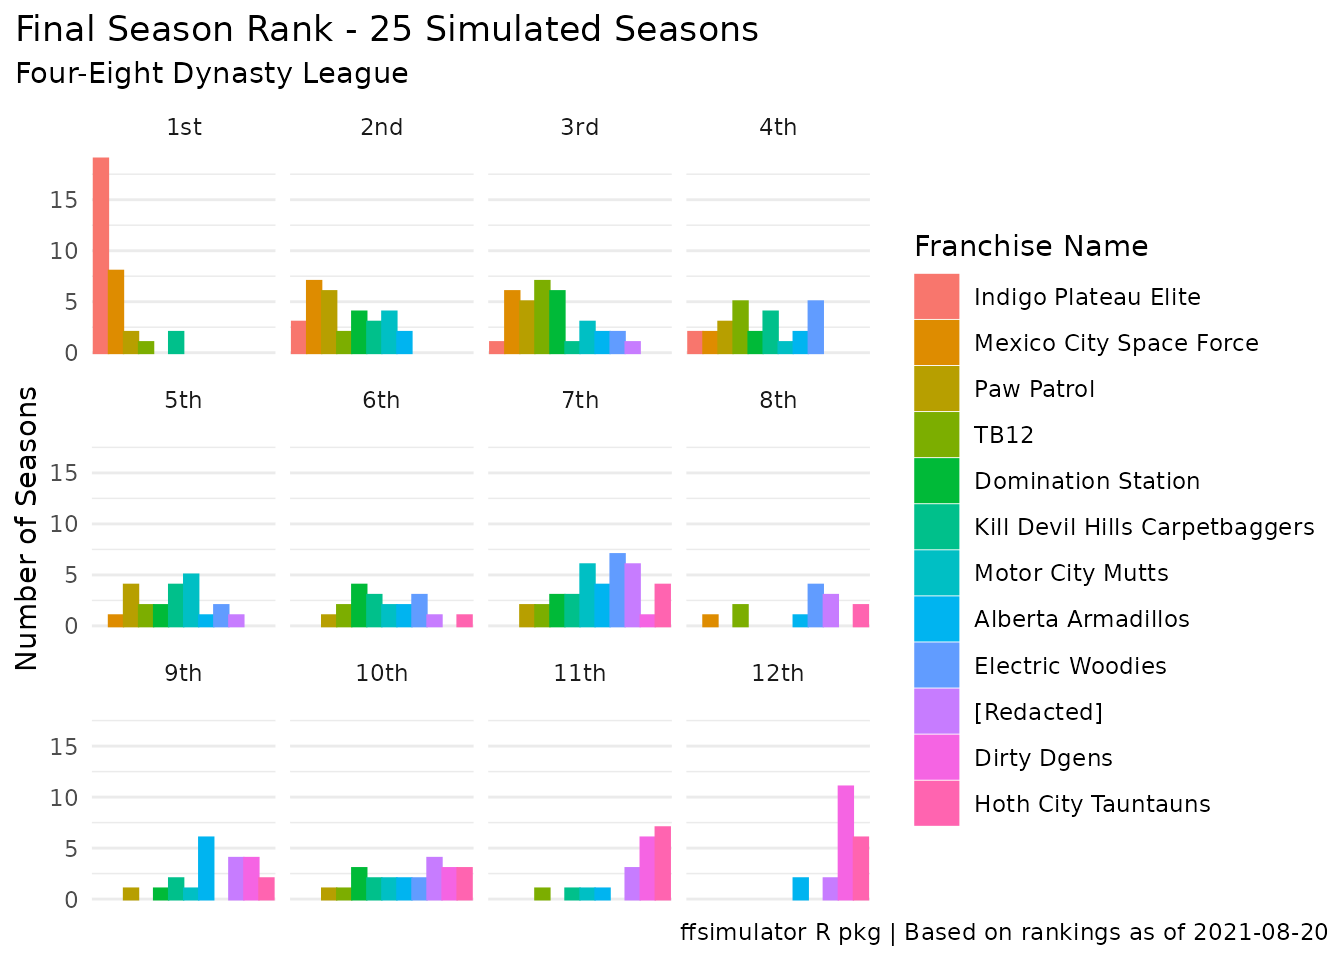 Final Season Rank - 25 Simulated Seasons
Four-Eight Dynasty League
1st 2nd 3rd 4th
15
10
5
0
5th 6th 7th 8th
15
10
5
0
9th 10th 11th 12th
15
10
5
0
Number of Seasons
Franchise Name
Indigo Plateau Elite
Mexico City Space Force
Paw Patrol
TB12
Domination Station
Kill Devil Hills Carpetbaggers
Motor City Mutts
Alberta Armadillos
Electric Woodies
[Redacted]
Dirty Dgens
Hoth City Tauntauns
ffsimulator R pkg | Based on rankings as of 2021-08-20